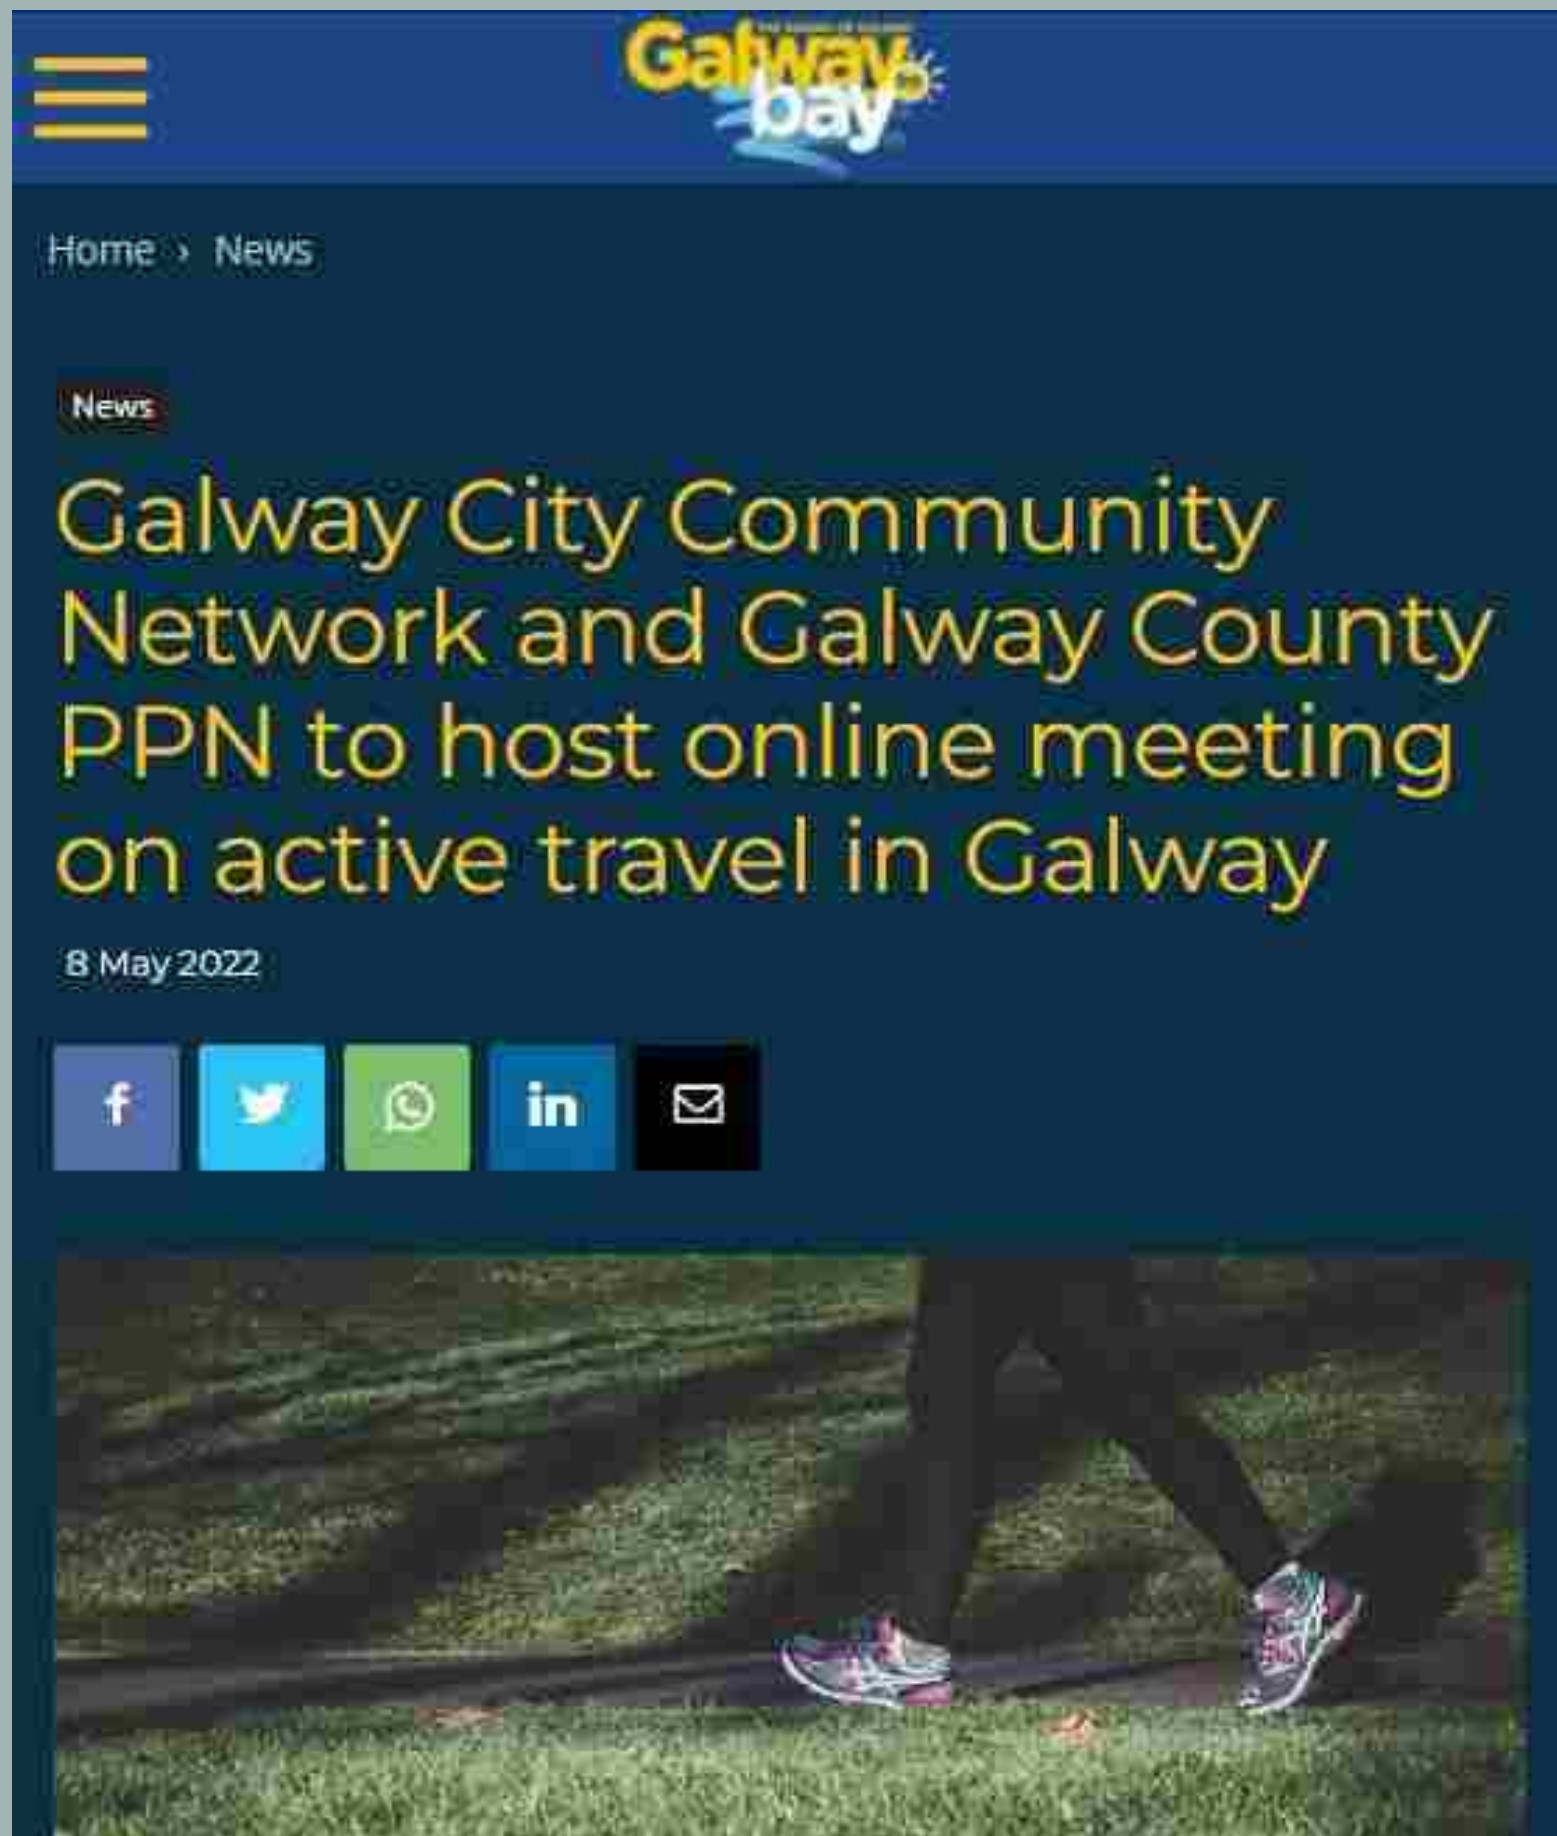 Galway
bay
Home › News
News
Galway City Community
Network and Galway County
PPN to host online meeting
on active travel in Galway
8 May 2022
f
in